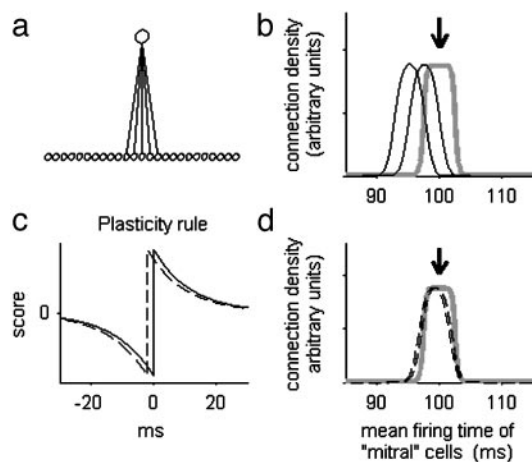 a
b
connection density
(arbitrary units)
90 100 110
c
Plasticity rule
score
0
-20 0 20
ms
d
connection density
arbitrary units)
90 100 110
mean firing time of
"mitral" cells (ms)